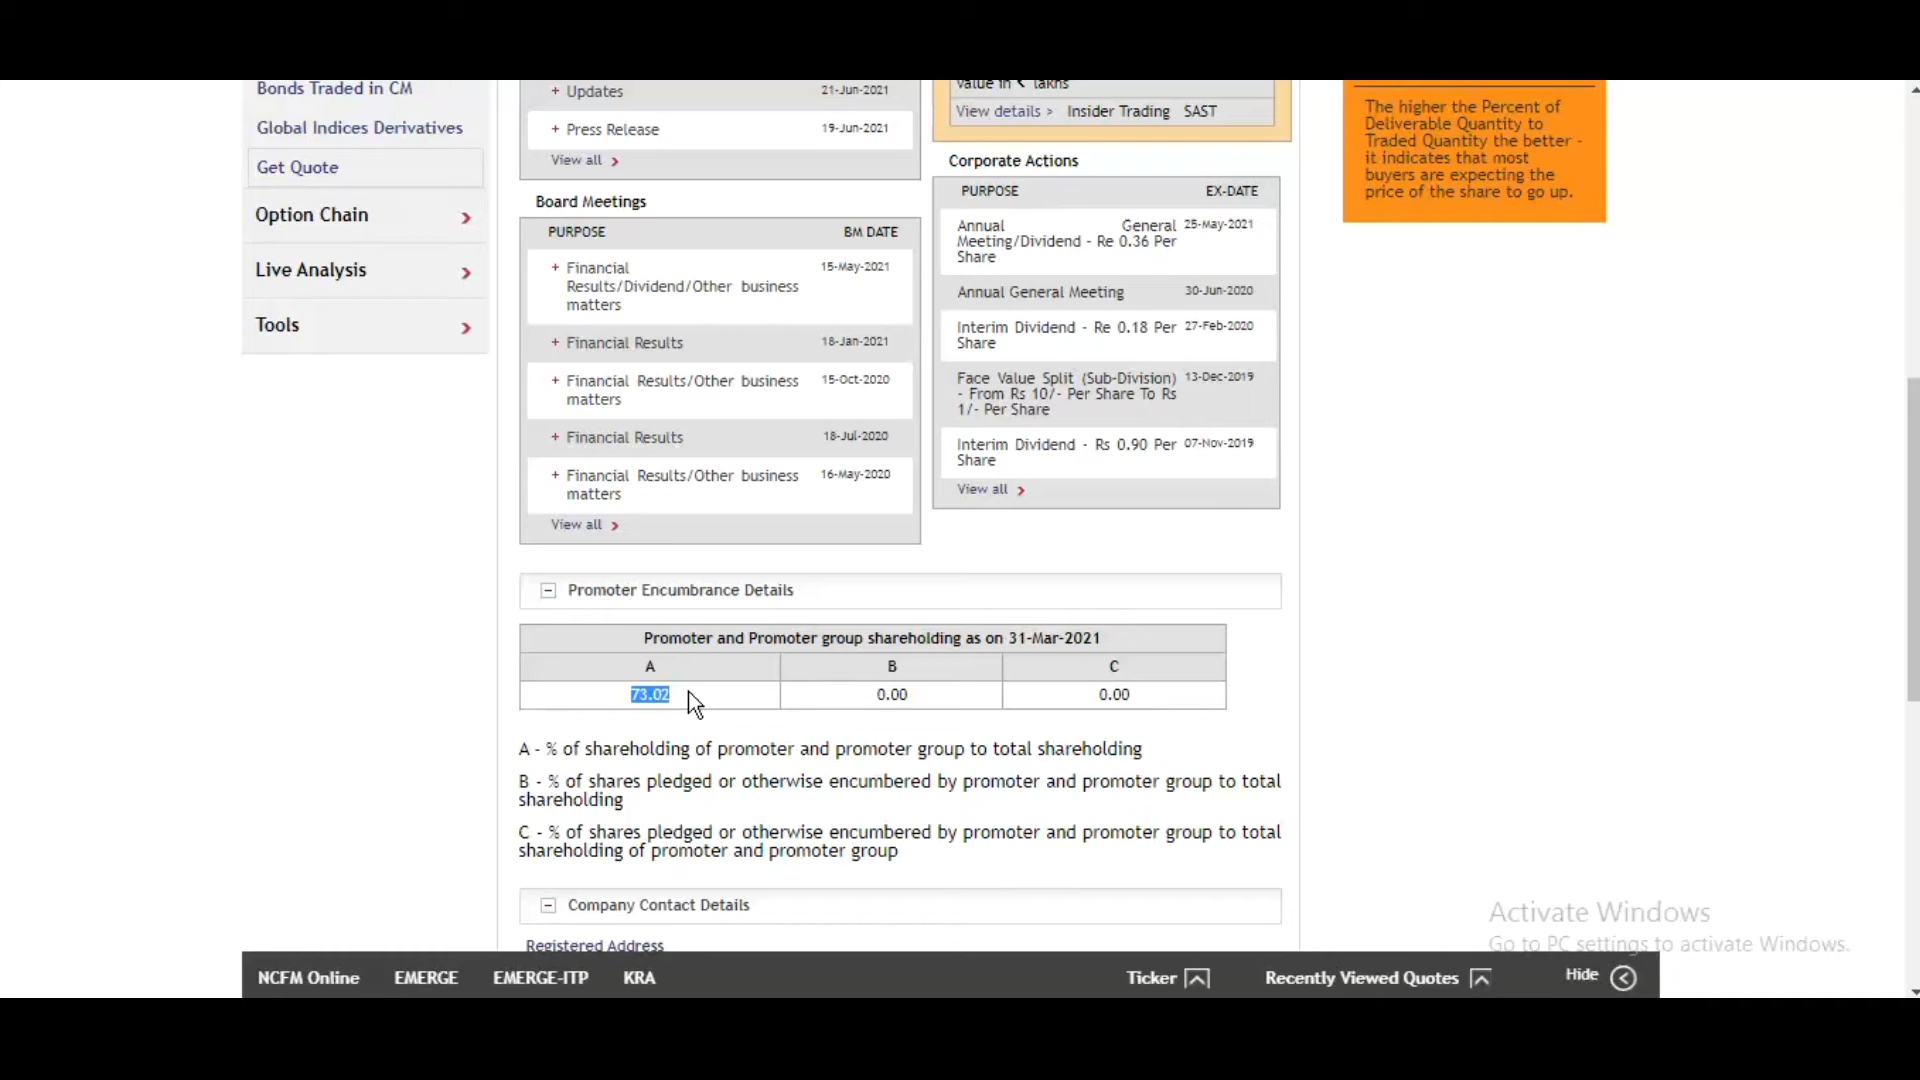 Bonds Traded in CM
Global Indices Derivatives
Get Quote
Option Chain
Live Analysis
Tools
+ Updates 21-Jun-2021
+ Press Release 19-Jun-2021
View all
Board Meetings
PURPOSE BM DATE
+ Financial 15-May-2021
Results/Dividend/Other business
matters
+ Financial Results 18-Jan-2021
+ Financial Results/Other business 15-Oct-2020
matters
+ Financial Results 18-Jul-2020
+ Financial Results/Other business 16-May-2020
matters
View all
Value in < lakhs
View details > Insider Trading SAST
Corporate Actions
PURPOSE EX-DATE
Annual General 25-May-2021
Meeting/Dividend - Re 0.36 Per
Share
Annual General Meeting 30-Jun-2020
Interim Dividend - Re 0.18 Per 27-Feb-2020
Share
Face Value Split (Sub-Division) 13-Dec-2019
- From Rs 10/- Per Share To Rs
1/- Per Share
Interim Dividend - Rs 0.90 Per 07-Nov-2019
Share
View all
The higher the Percent of
Deliverable Quantity to
Traded Quantity the better -
it indicates that most
buyers are expecting the
price of the share to go up.
Promoter Encumbrance Details
Promoter and Promoter group shareholding as on 31-Mar-2021
A B C
73.02 0.00 0.00
A - % of shareholding of promoter and promoter group to total shareholding
B - % of shares pledged or otherwise encumbered by promoter and promoter group to total
shareholding
C - % of shares pledged or otherwise encumbered by promoter and promoter group to total
shareholding of promoter and promoter group
Company Contact Details
Registered Address
Activate Windows
Go to PC settings to activate Windows.
NCFM Online EMERGE EMERGE-ITP KRA Ticker Recently Viewed Quotes Hide